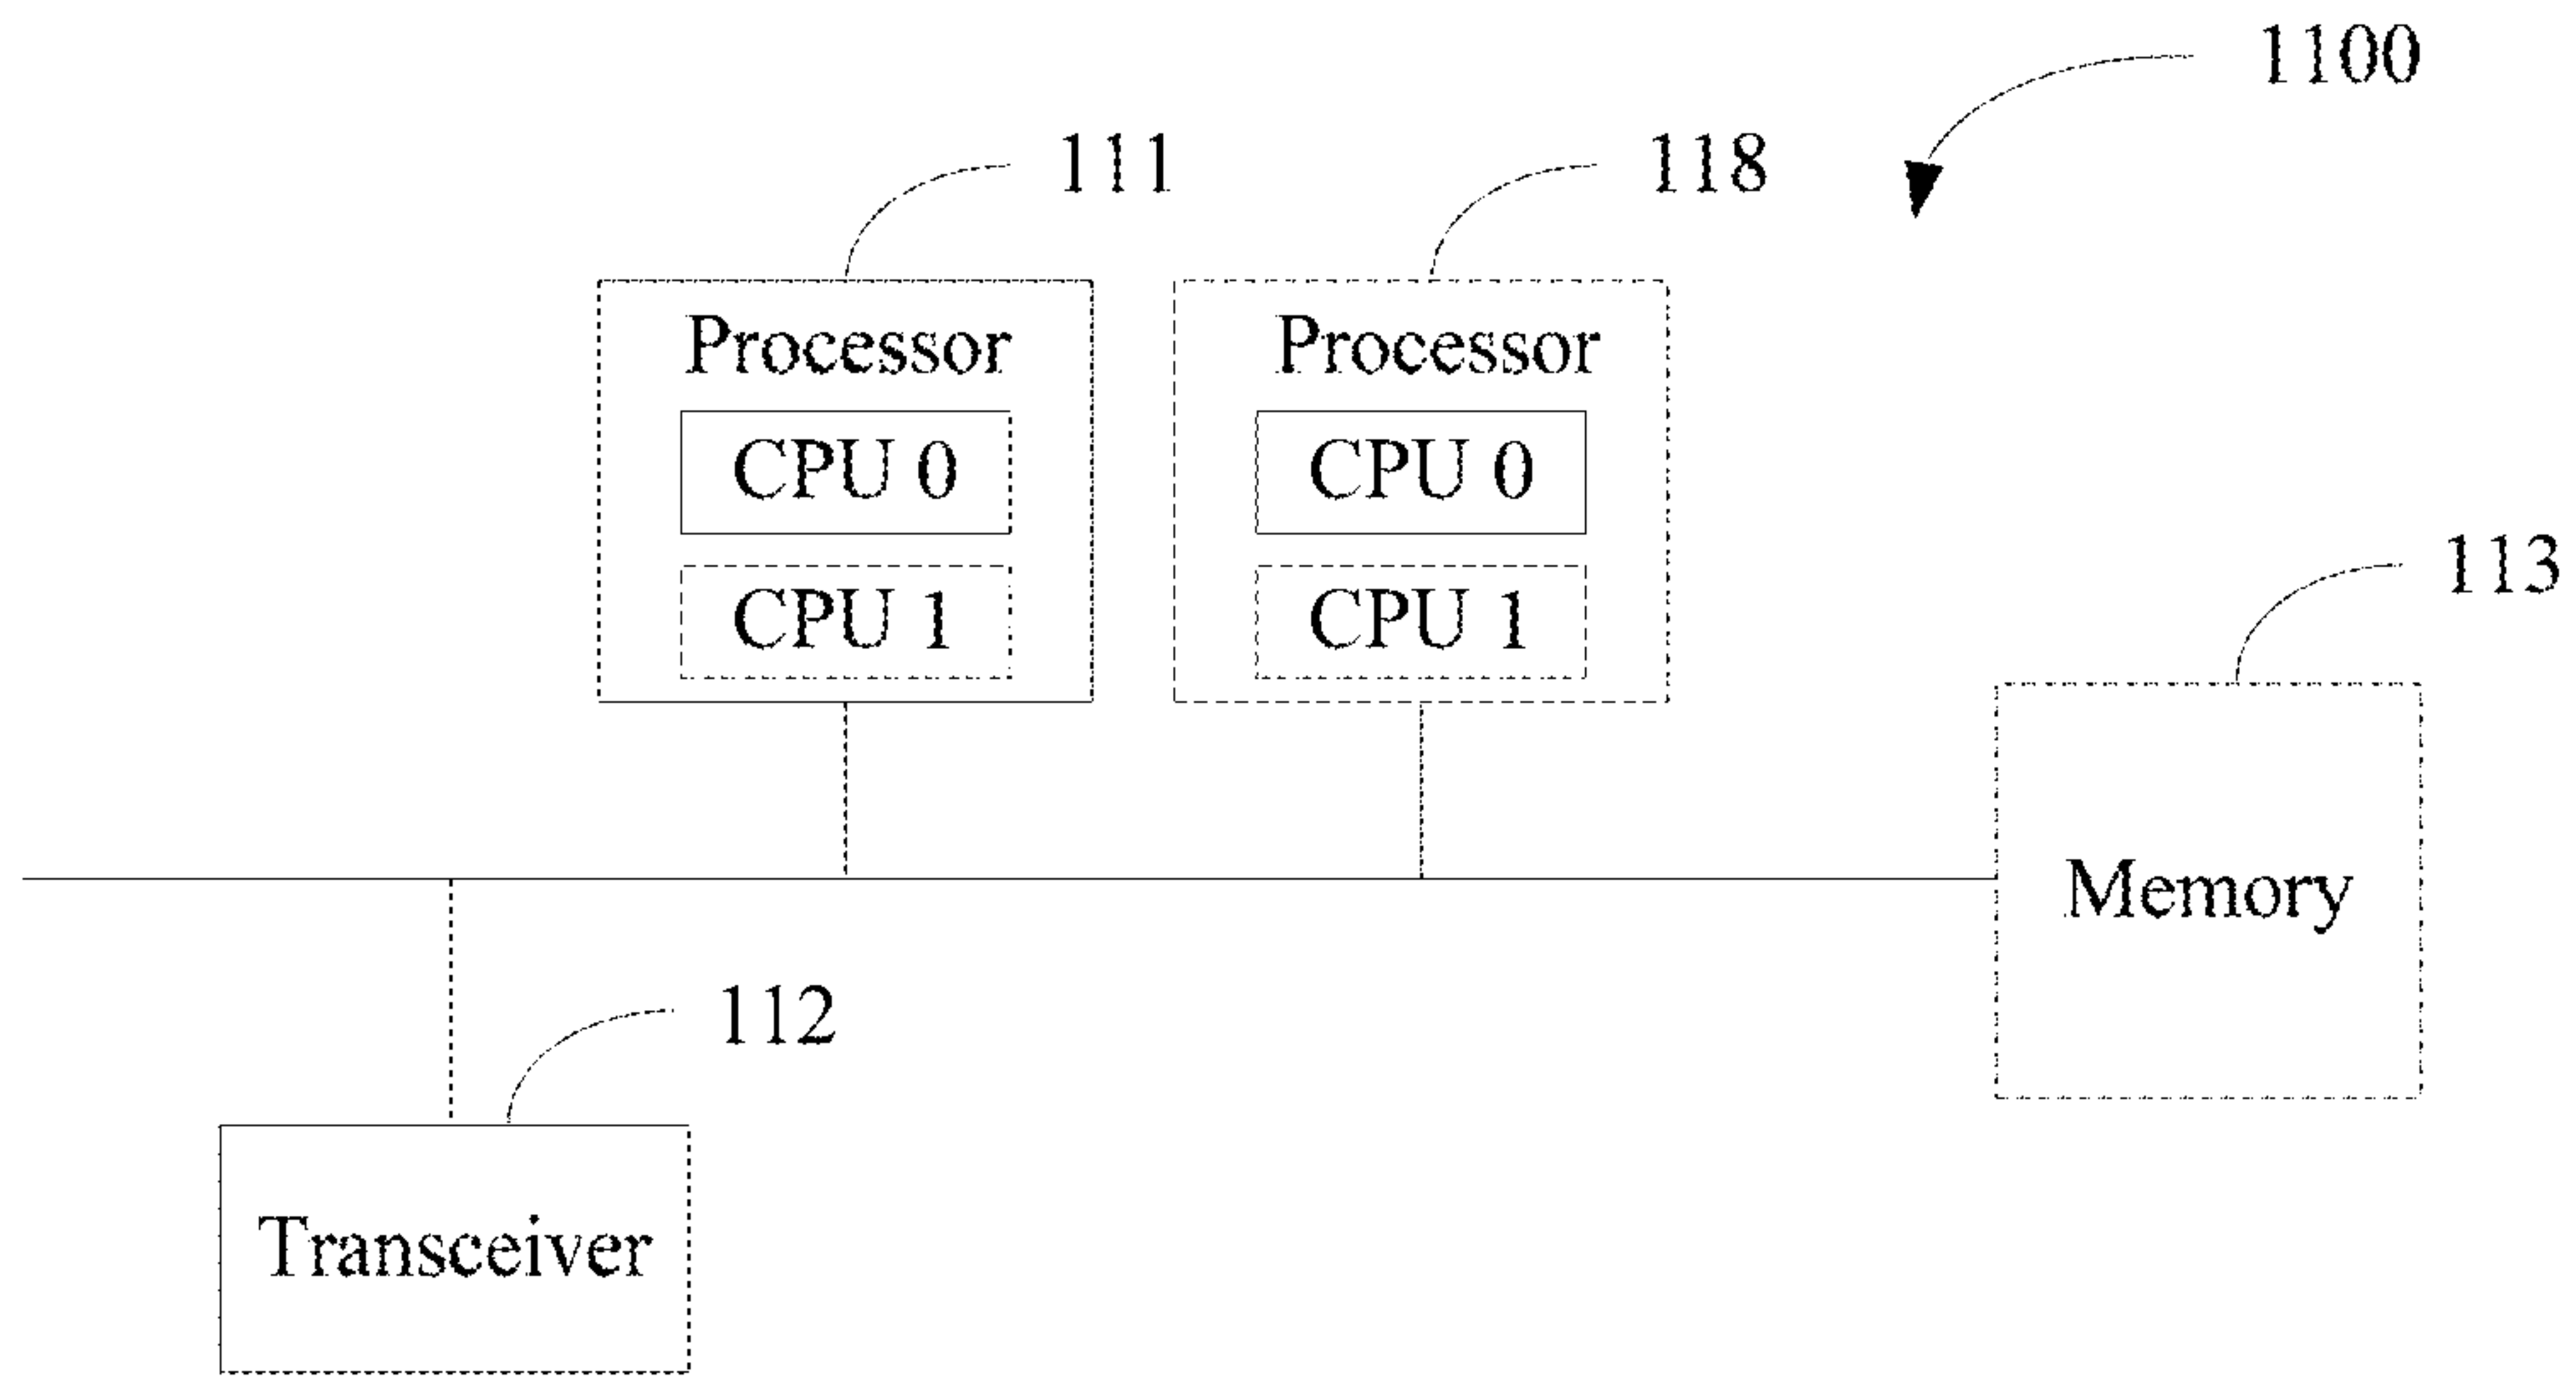 1100
111
118
Processor
CPU 0
CPU 1
Processor
CPU 0
CPU 1
113
Memory
112
Transceiver